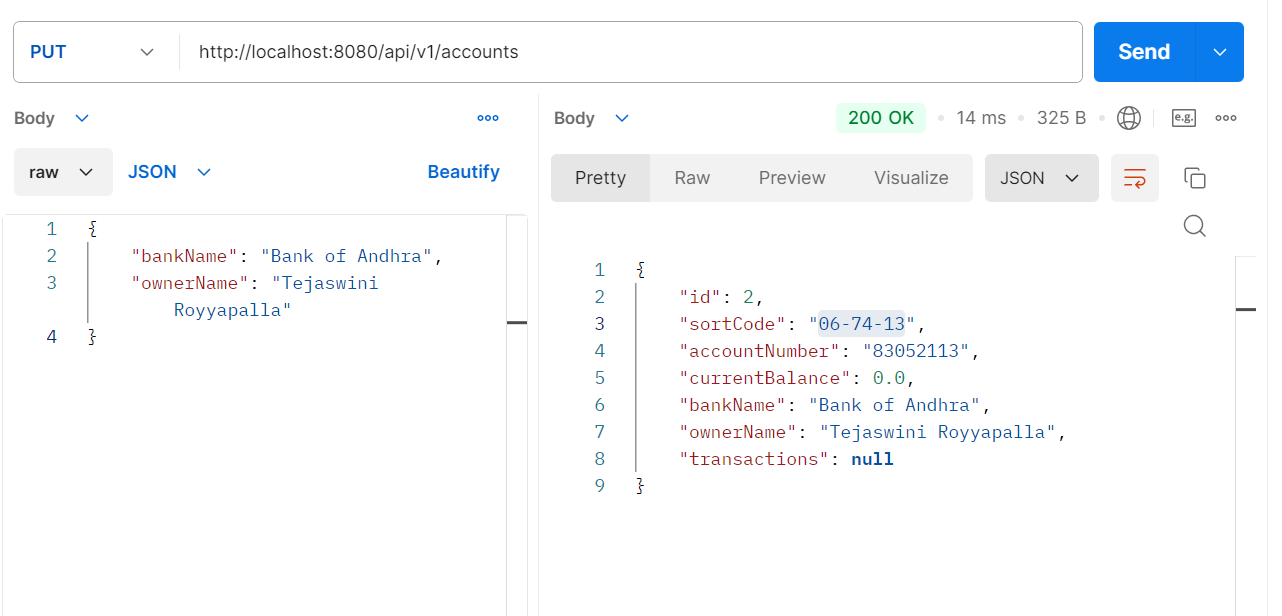 PUT http://localhost:8080/api/v1/accounts Send
Body
raw JSON Beautify
1 {
2 "bankName": "Bank of Andhra",
3 "ownerName": "Tejaswini
Royyapalla"
4 }
Body 200 OK 14 ms 325 B e.g.
Pretty Raw Preview Visualize JSON
1 {
2 "id": 2,
3 "sortCode": "06-74-13",
4 "accountNumber": "83052113",
5 "currentBalance": 0.0,
6 "bankName": "Bank of Andhra",
7 "ownerName": "Tejaswini Royyapalla",
8 "transactions": null
9 }